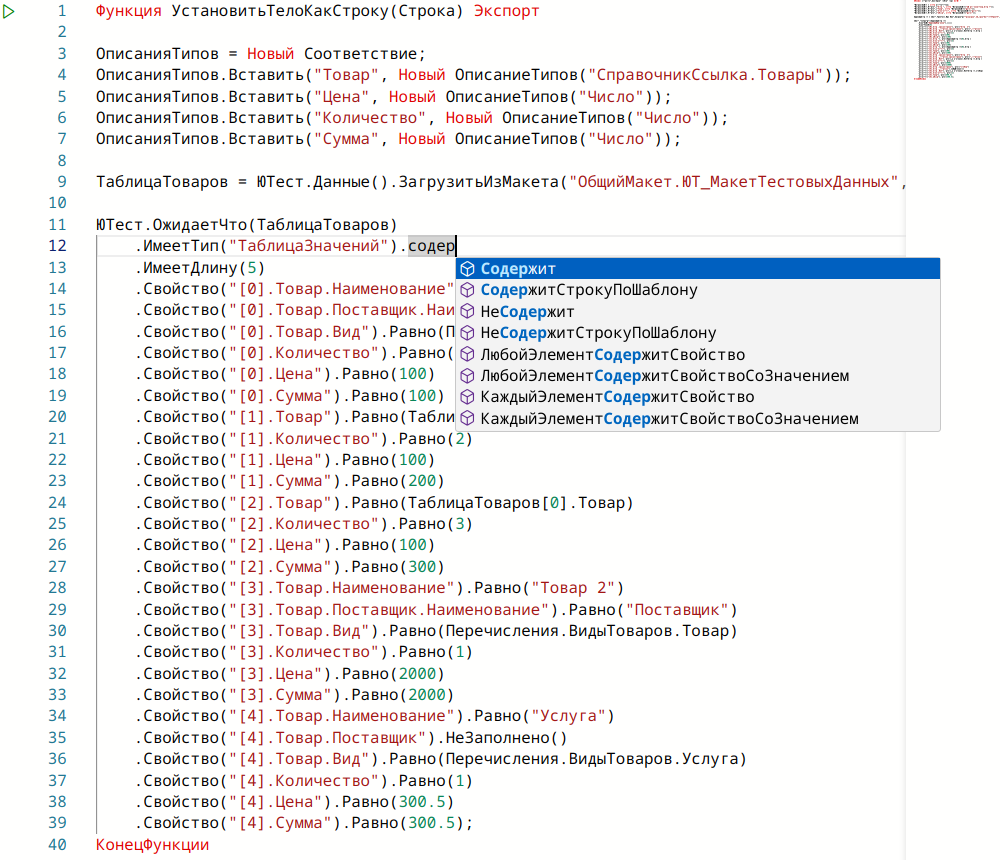 1 Функция УстановитьТелоКакСтроку(Строка) Экспорт
2
3 ОписанияТипов = Новый Соответствие;
4 ОписанияТипов.Вставить("Товар", Новый ОписаниеТипов("СправочникСсылка.Товары"));
5 ОписанияТипов.Вставить("Цена", Новый ОписаниеТипов("Число"));
6 ОписанияТипов.Вставить("Количество", Новый ОписаниеТипов("Число"));
7 ОписанияТипов.Вставить("Сумма", Новый ОписаниеТипов("Число"));
8
9 ТаблицаТоваров = ЮТест.Данные().ЗагрузитьИзМакета("ОбщийМакет.ЮТ_МакетТестовыхДанных",
10
11 ЮТест.ОжидаетЧто(ТаблицаТоваров)
12 .ИмеетТип("ТаблицаЗначений").содер
13 .ИмеетДлину(5)
Содержит
14 .Свойство("[0].Товар.Наименование"
СодержитСтрокуПоШаблону
15 .Свойство("[0].Товар.Поставщик.Наи
НеСодержит
16 .Свойство("[0].Товар.Вид").Равно(П
НеСодержитСтрокуПоШаблону
17 .Свойство("[0].Количество").Равно(
ЛюбойЭлементСодержитСвойство
18 .Свойство("[0].Цена").Равно(100)
ЛюбойЭлементСодержитСвойствоСоЗначением
19 .Свойство("[0].Сумма").Равно(100)
КаждыйЭлементСодержитСвойство
20 .Свойство("[1].Товар").Равно(Табли
КаждыйЭлементСодержитСвойствоСоЗначением
21 .Свойство("[1].Количество").Равно(2)
22 .Свойство("[1].Цена").Равно(100)
23 .Свойство("[1].Сумма").Равно(200)
24 .Свойство("[2].Товар").Равно(ТаблицаТоваров[0].Товар)
25 .Свойство("[2].Количество").Равно(3)
26 .Свойство("[2].Цена").Равно(100)
27 .Свойство("[2].Сумма").Равно(300)
28 .Свойство("[3].Товар.Наименование").Равно("Товар 2")
29 .Свойство("[3].Товар.Поставщик.Наименование").Равно("Поставщик")
30 .Свойство("[3].Товар.Вид").Равно(Перечисления.ВидыТоваров.Товар)
31 .Свойство("[3].Количество").Равно(1)
32 .Свойство("[3].Цена").Равно(2000)
33 .Свойство("[3].Сумма").Равно(2000)
34 .Свойство("[4].Товар.Наименование").Равно("Услуга")
35 .Свойство("[4].Товар.Поставщик").НеЗаполнено()
36 .Свойство("[4].Товар.Вид").Равно(Перечисления.ВидыТоваров.Услуга)
37 .Свойство("[4].Количество").Равно(1)
38 .Свойство("[4].Цена").Равно(300.5)
39 .Свойство("[4].Сумма").Равно(300.5);
40 КонецФункции